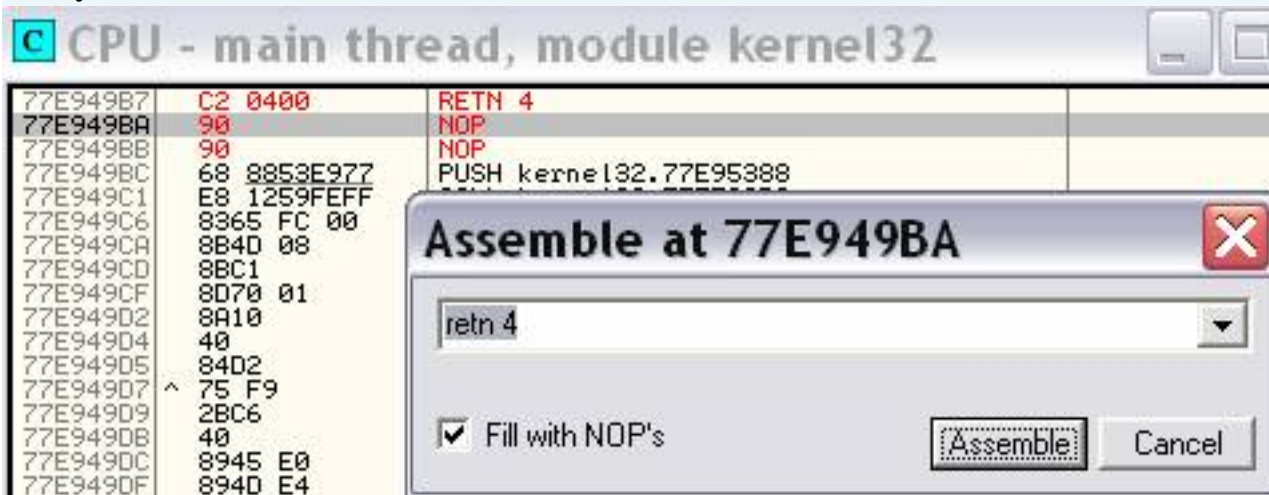 C CPU - main thread, module kernel32
77E949B7 C2 0400 RETN 4
77E949BA 90 NOP
77E949BB 90 NOP
77E949BC 68 8853E977 PUSH kernel32.77E95388
77E949C1 E8 1259FEFF
77E949C6 8365 FC 00
77E949CA 8B4D 08
77E949CD 8BC1
77E949CF 8D70 01
77E949D2 8A10
77E949D4 40
77E949D5 84D2
77E949D7 ^ 75 F9
77E949D9 2BC6
77E949DB 40
77E949DC 8945 E0
77E949DF 894D E4
Assemble at 77E949BA
retn 4
Fill with NOP's
Assemble Cancel